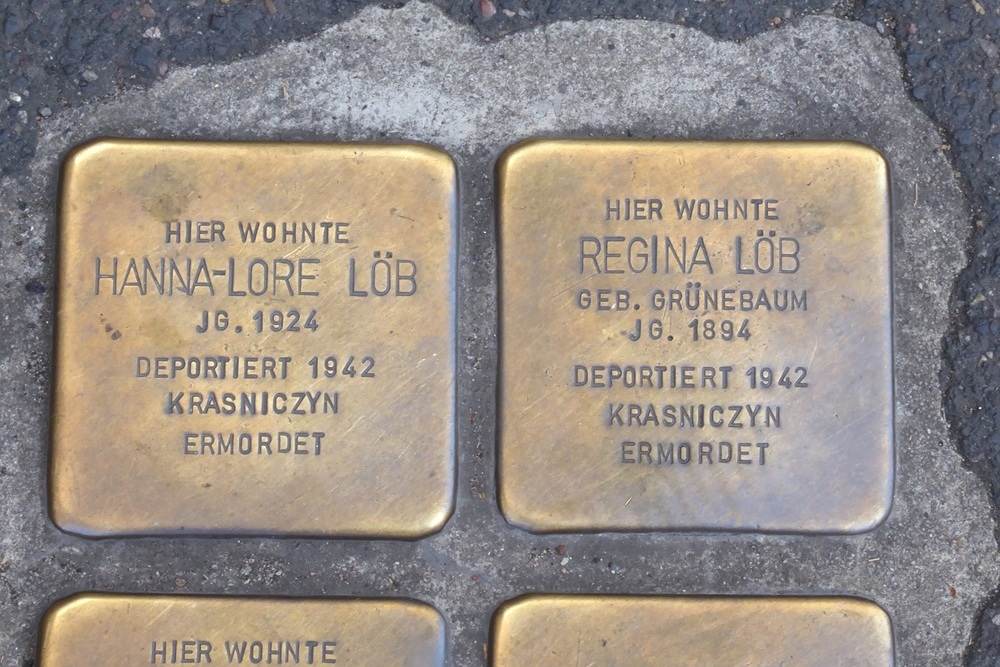 HIER WOHNTE
HANNA-LORE LÖB
JG. 1924
DEPORTIERT 1942
KRASNICZYN
ERMORDET
HIER WOHNTE
REGINA LÖB
GEB. GRÜNEBAUM
JG. 1894
DEPORTIERT 1942
KRASNICZYN
ERMORDET
HIER WOHNTE